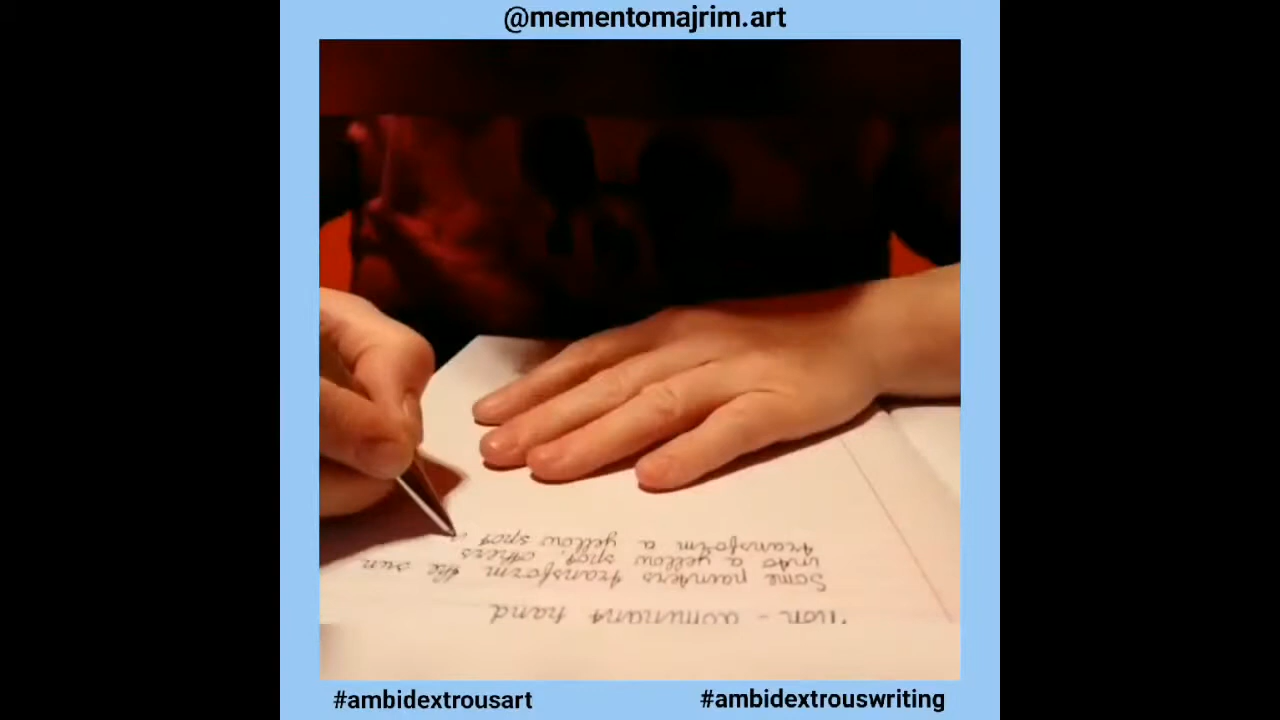 @mementomajrim.art
"non - dominant hand
Some painters transform the sun
into a yellow spot, others
transform a yellow spot
#ambidextrousart
#ambidextrouswriting